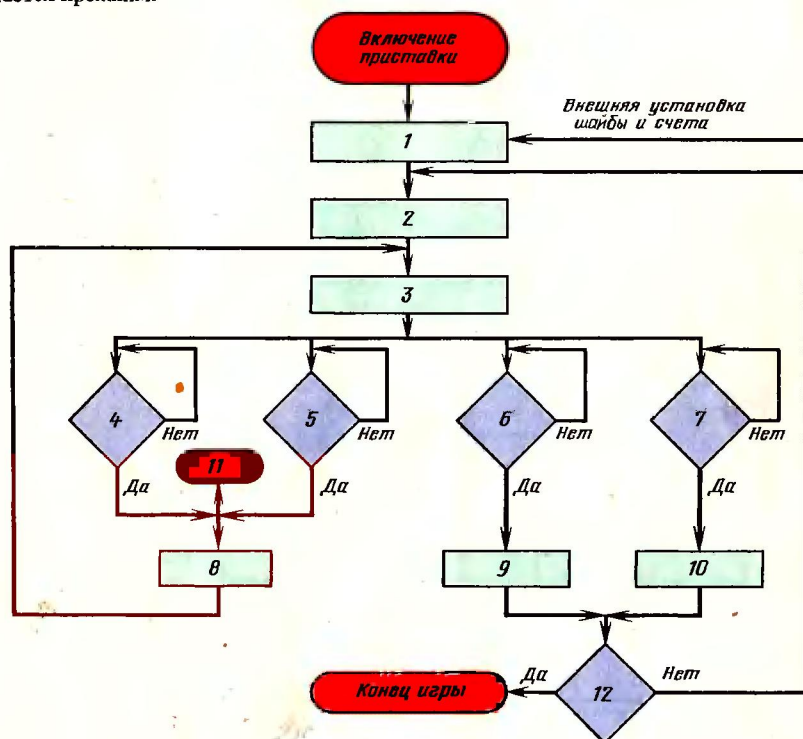 Включение
приставки
Внешняя установка
шайбы и счета
1
2
3
4
Нет
5
Нет
6
Нет
7
Нет
11
Да
Да
Да
Да
8
9
10
Конец игры
Да
12
Нет